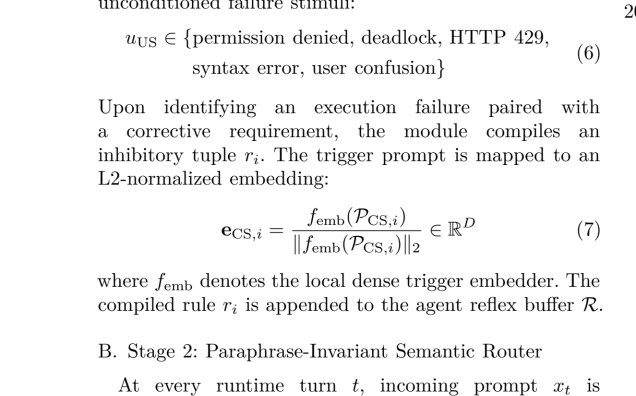 unconditioned failure stimuli:
20
u_US ∈ {permission denied, deadlock, HTTP 429,
syntax error, user confusion}
(6)
Upon identifying an execution failure paired with
a corrective requirement, the module compiles an
inhibitory tuple r_i. The trigger prompt is mapped to an
L2-normalized embedding:
e_CS,i = f_emb(P_CS,i) / ‖f_emb(P_CS,i)‖_2 ∈ ℝ^D (7)
where f_emb denotes the local dense trigger embedder. The
compiled rule r_i is appended to the agent reflex buffer R.
B. Stage 2: Paraphrase-Invariant Semantic Router
At every runtime turn t, incoming prompt x_t is